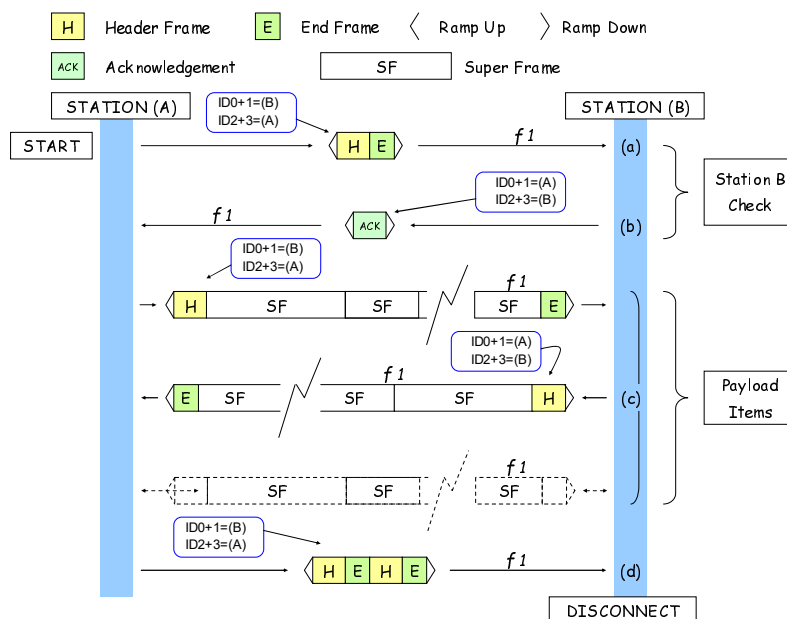 H Header Frame E End Frame Ramp Up Ramp Down
ACK Acknowledgement SF Super Frame
STATION (A) STATION (B)
ID0+1=(B)
ID2+3=(A)
START H E f1 (a)
Station B
Check
ID0+1=(A)
ID2+3=(B)
f1 ACK (b)
ID0+1=(B)
ID2+3=(A)
f1
H SF SF SF E
ID0+1=(A)
ID2+3=(B)
f1
E SF SF SF H (c)
Payload
Items
f1
SF SF SF
ID0+1=(B)
ID2+3=(A)
H E H E f1 (d)
DISCONNECT